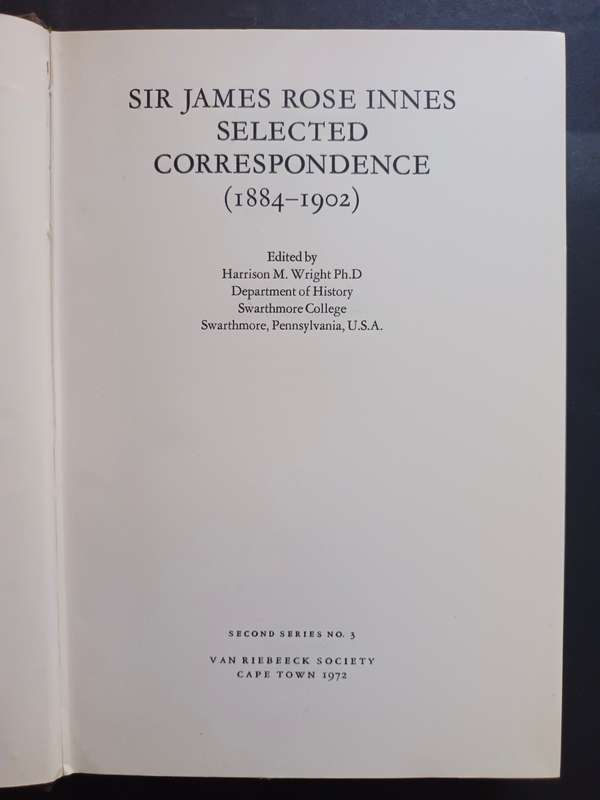 SIR JAMES ROSE INNES
SELECTED
CORRESPONDENCE
(1884–1902)
Edited by
Harrison M. Wright Ph.D
Department of History
Swarthmore College
Swarthmore, Pennsylvania, U.S.A.
SECOND SERIES NO. 3
VAN RIEBEECK SOCIETY
CAPE TOWN 1972